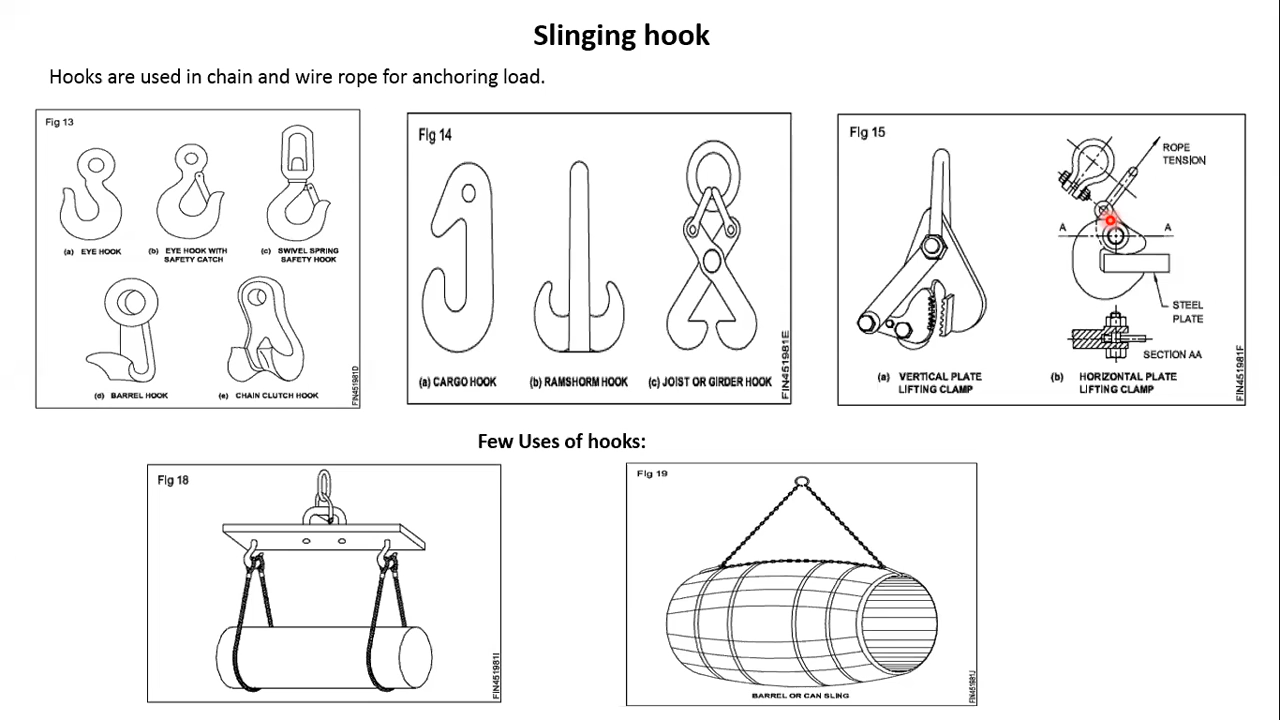 Slinging hook
Hooks are used in chain and wire rope for anchoring load.
Fig 13
(a) EYE HOOK
(b) EYE HOOK WITH
SAFETY CATCH
(c) SWIVEL SPRING
SAFETY HOOK
(d) BARREL HOOK
(e) CHAIN CLUTCH HOOK
FIN451981D
Fig 14
(a) CARGO HOOK
(b) RAMSHORM HOOK
(c) JOIST OR GIRDER HOOK
FIN451981E
Fig 15
ROPE
TENSION
A
A
STEEL
PLATE
SECTION AA
(a) VERTICAL PLATE
LIFTING CLAMP
(b) HORIZONTAL PLATE
LIFTING CLAMP
FIN451981F
Few Uses of hooks:
Fig 18
FIN451981I
Fig 19
BARREL OR CAN SLING
FIN451981J